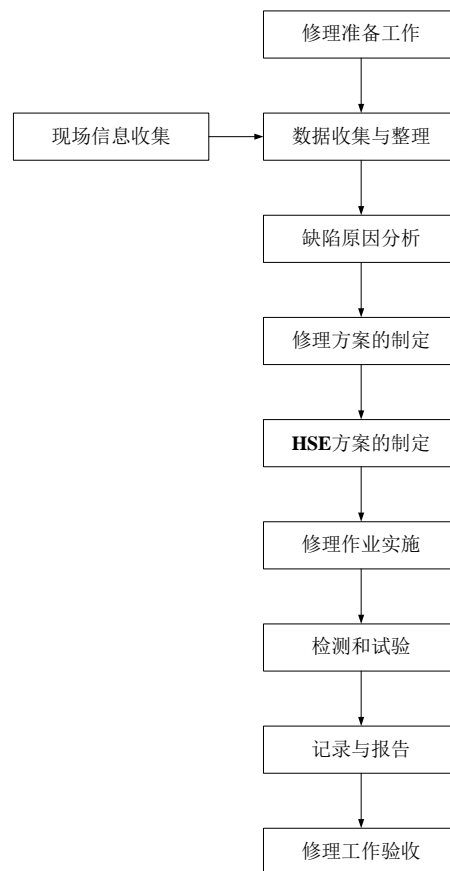 修理准备工作
现场信息收集
数据收集与整理
缺陷原因分析
修理方案的制定
HSE方案的制定
修理作业实施
检测和试验
记录与报告
修理工作验收